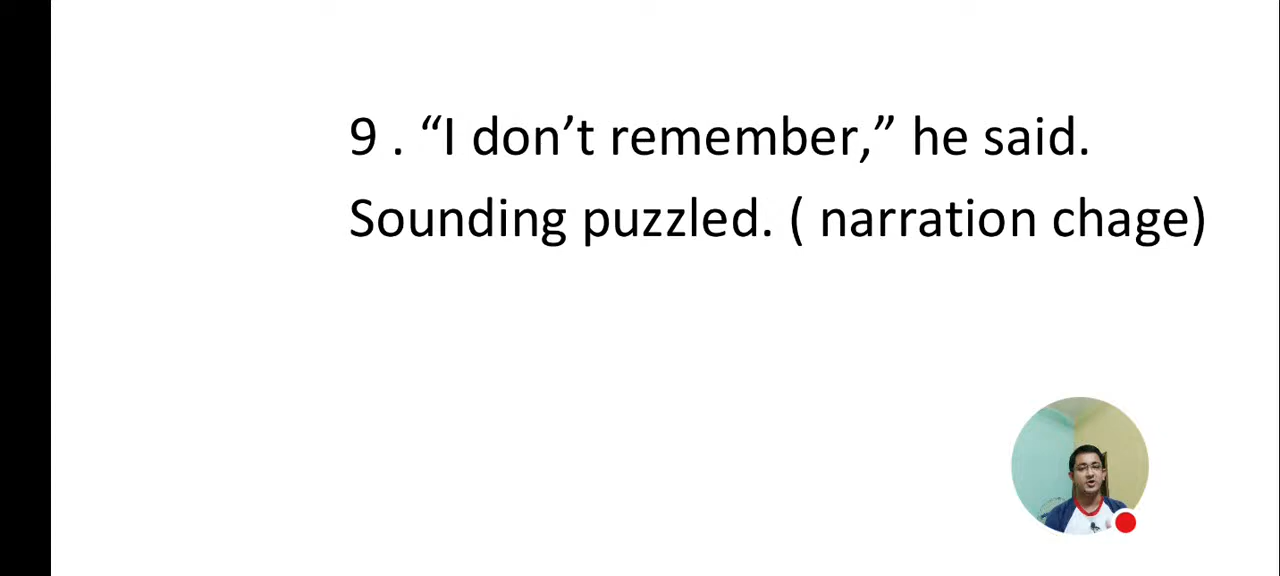 9 . “I don’t remember,” he said.
Sounding puzzled. ( narration chage)